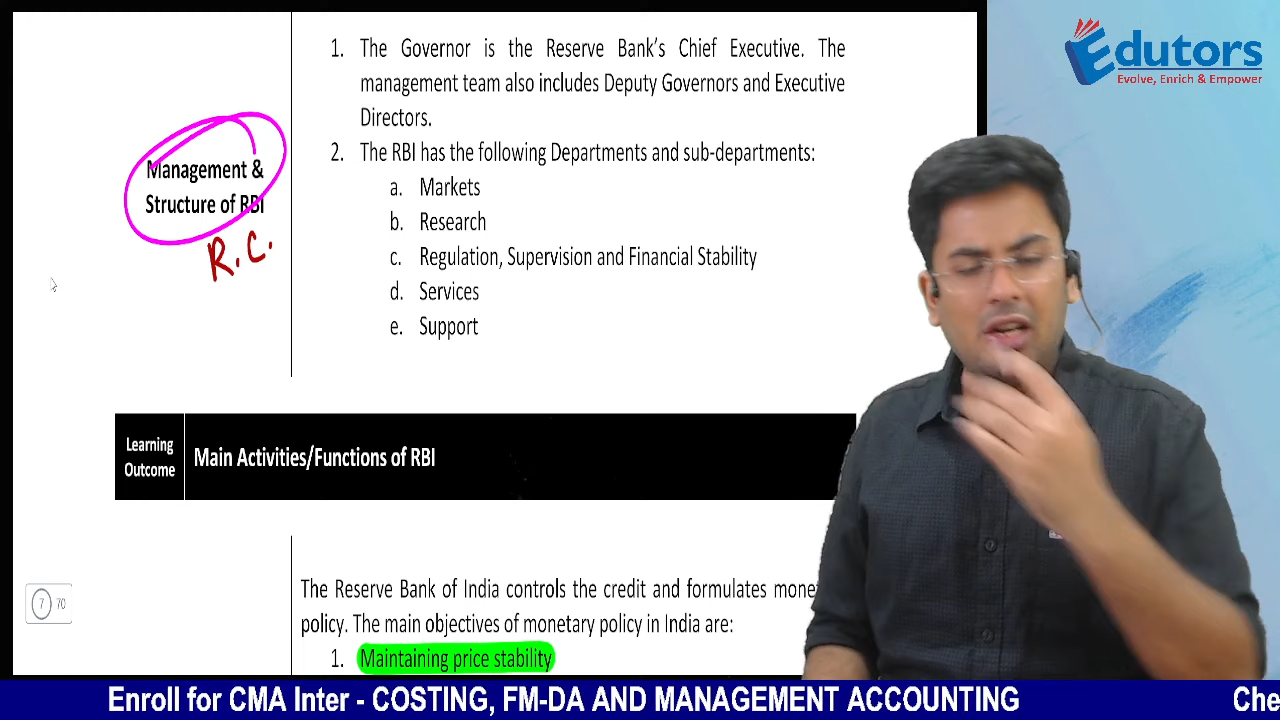 1. The Governor is the Reserve Bank's Chief Executive. The
management team also includes Deputy Governors and Executive
Directors.
Management &
Structure of RBI
R.C.
2. The RBI has the following Departments and sub-departments:
a. Markets
b. Research
c. Regulation, Supervision and Financial Stability
d. Services
e. Support
Learning
Outcome
Main Activities/Functions of RBI
The Reserve Bank of India controls the credit and formulates
policy. The main objectives of monetary policy in India are:
1. Maintaining price stability
7 70
Edutors
Evolve, Enrich & Empower
Enroll for CMA Inter - COSTING, FM-DA AND MANAGEMENT ACCOUNTING
Che